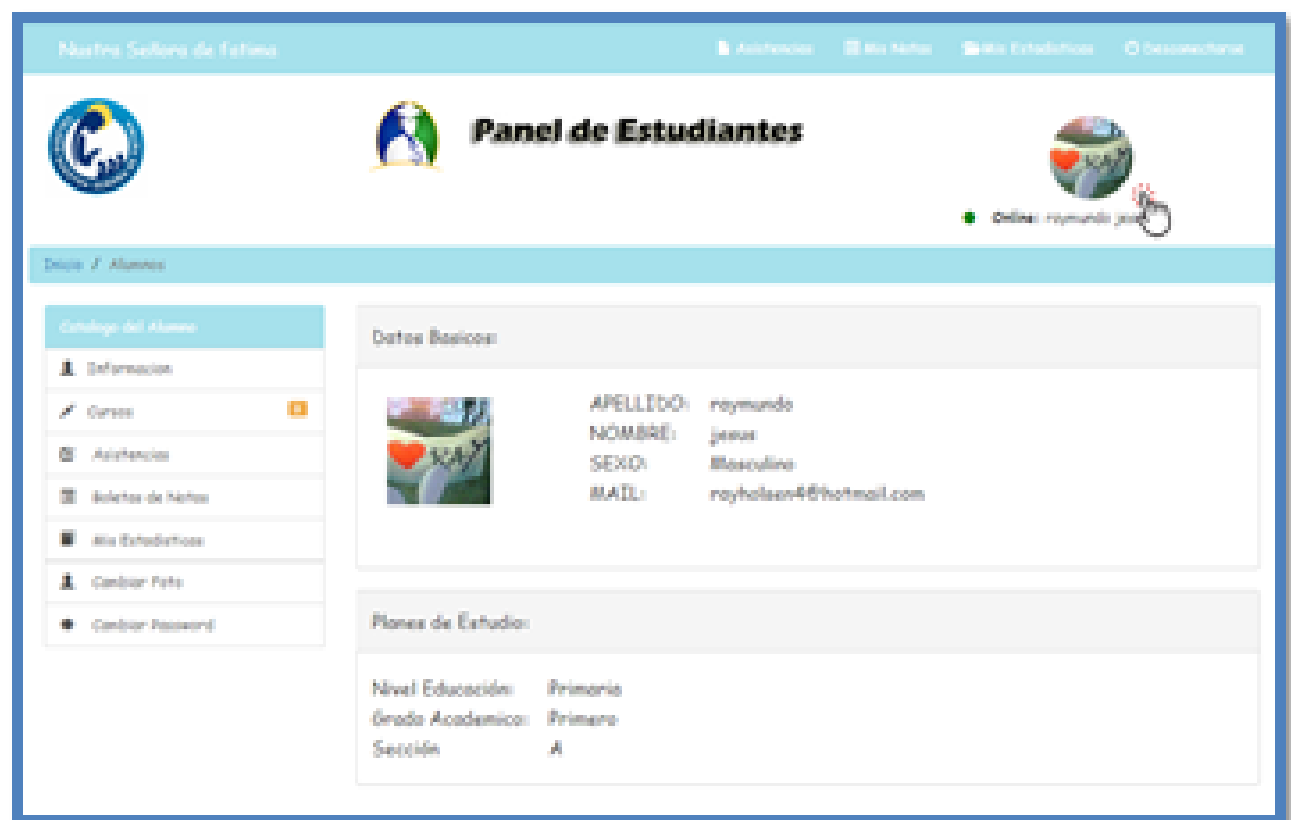 Nustra Señora de fatima
Asistencias Mis Notas Mis Estadisticas Desconectarse
Panel de Estudiantes
Online: raymundo
Inicio / Alumnos
Catalogo del Alumno
Informacion
Cursos
Asistencias
Boletas de Notas
Mis Estadisticas
Cambiar Foto
Cambiar Password
Datos Basicos:
APELLIDO: raymundo
NOMBRE: jesus
SEXO: Masculino
MAIL:
Planes de Estudio:
Nivel Educación: Primaria
Grado Academico: Primero
Sección A